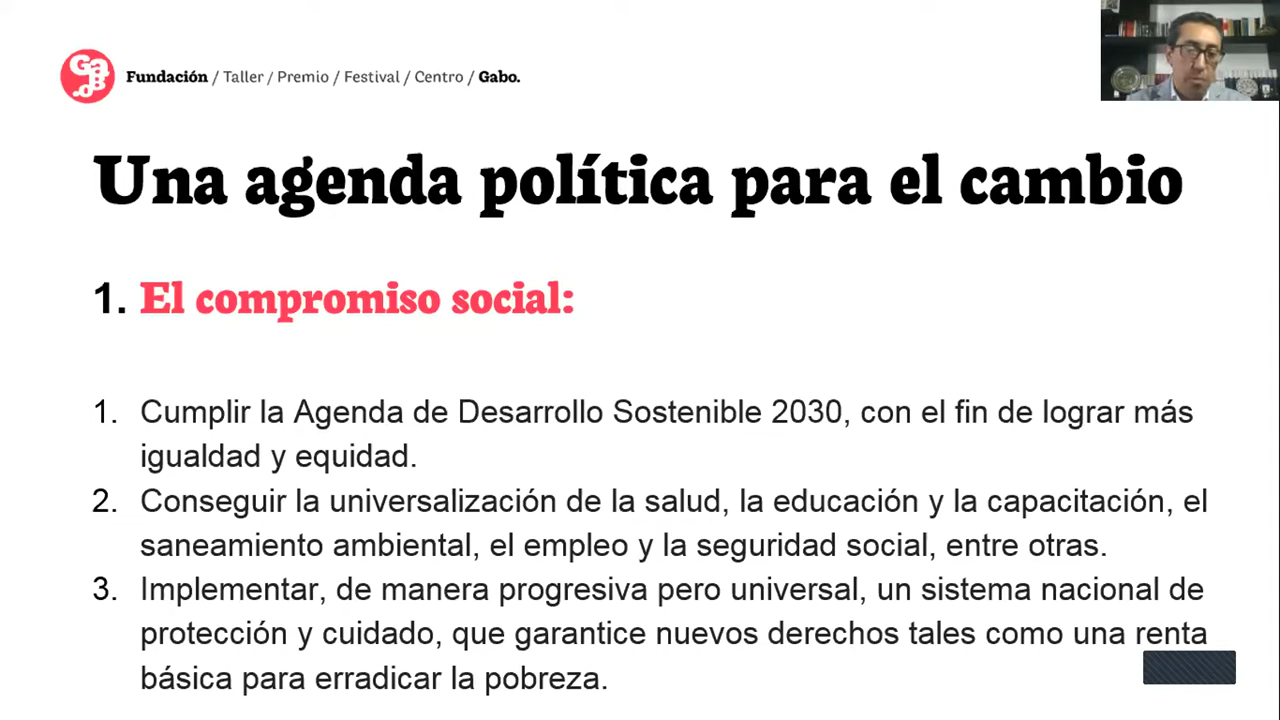 Gabo.
Fundación / Taller / Premio / Festival / Centro / Gabo.
Una agenda política para el cambio
1. El compromiso social:
1. Cumplir la Agenda de Desarrollo Sostenible 2030, con el fin de lograr más
igualdad y equidad.
2. Conseguir la universalización de la salud, la educación y la capacitación, el
saneamiento ambiental, el empleo y la seguridad social, entre otras.
3. Implementar, de manera progresiva pero universal, un sistema nacional de
protección y cuidado, que garantice nuevos derechos tales como una renta
básica para erradicar la pobreza.